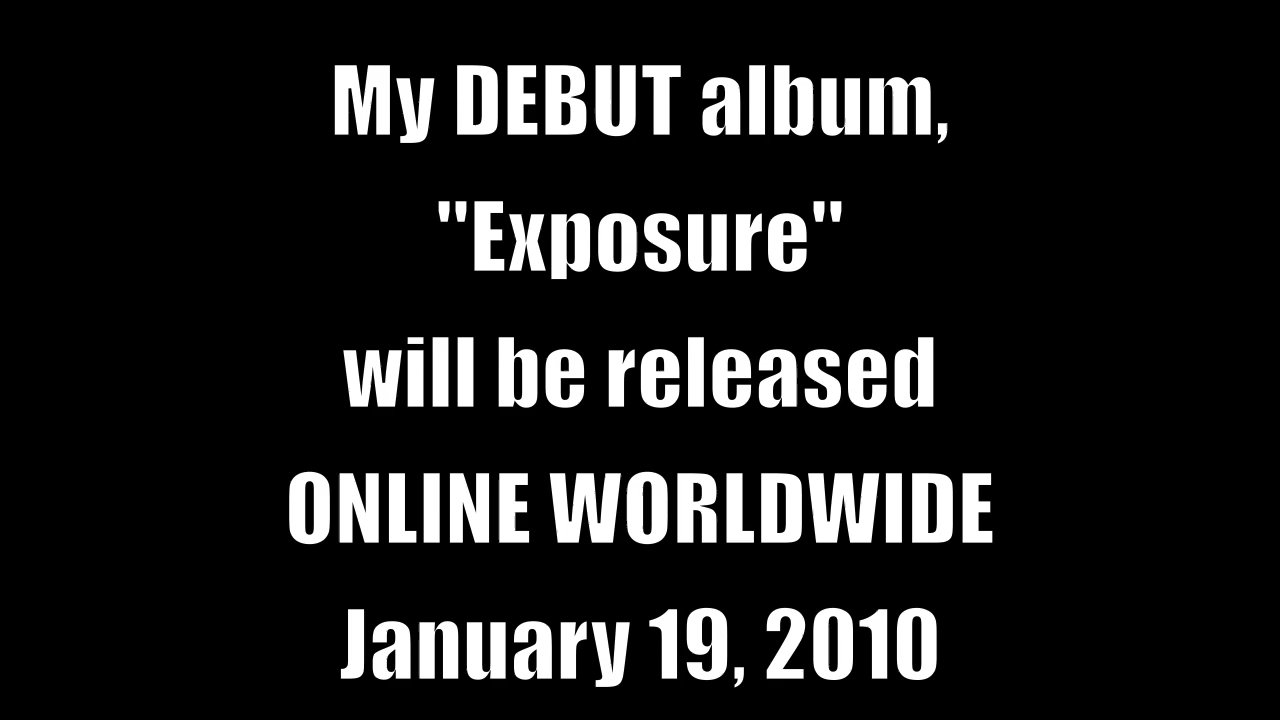 My DEBUT album,
"Exposure"
will be released
ONLINE WORLDWIDE
January 19, 2010